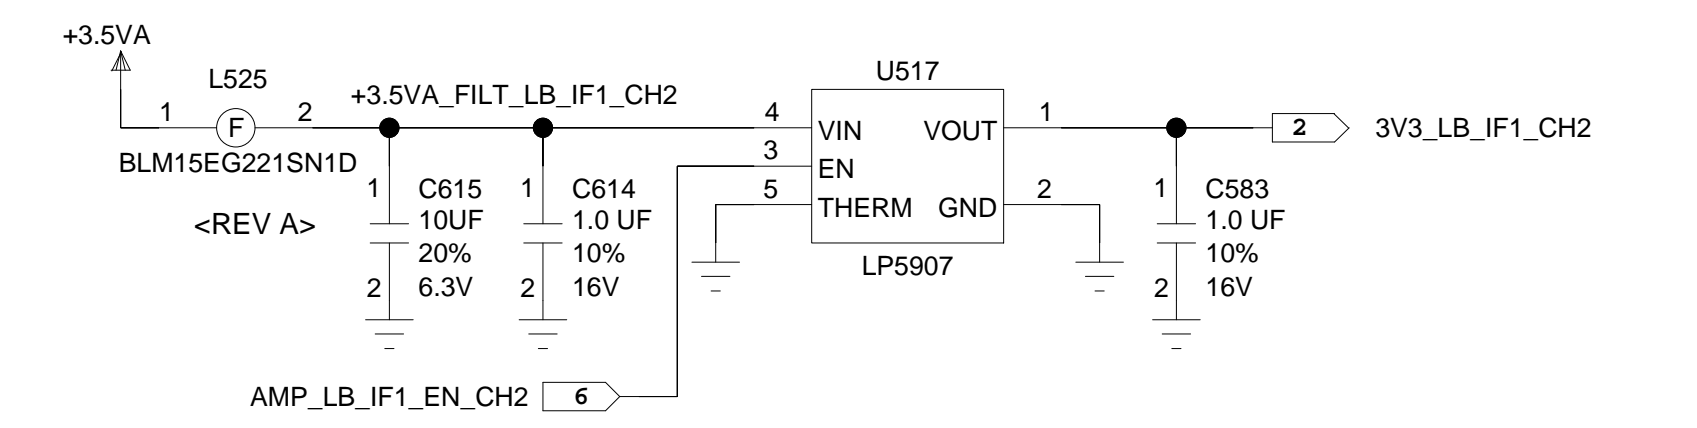 +3.5VA
L525
1
F
2
BLM15EG221SN1D
+3.5VA_FILT_LB_IF1_CH2
<REV A>
1
C615
10UF
20%
2
6.3V
1
C614
1.0 UF
10%
2
16V
U517
4
VIN
VOUT
1
3
EN
5
THERM
GND
2
LP5907
1
C583
1.0 UF
10%
2
16V
2
3V3_LB_IF1_CH2
AMP_LB_IF1_EN_CH2
6